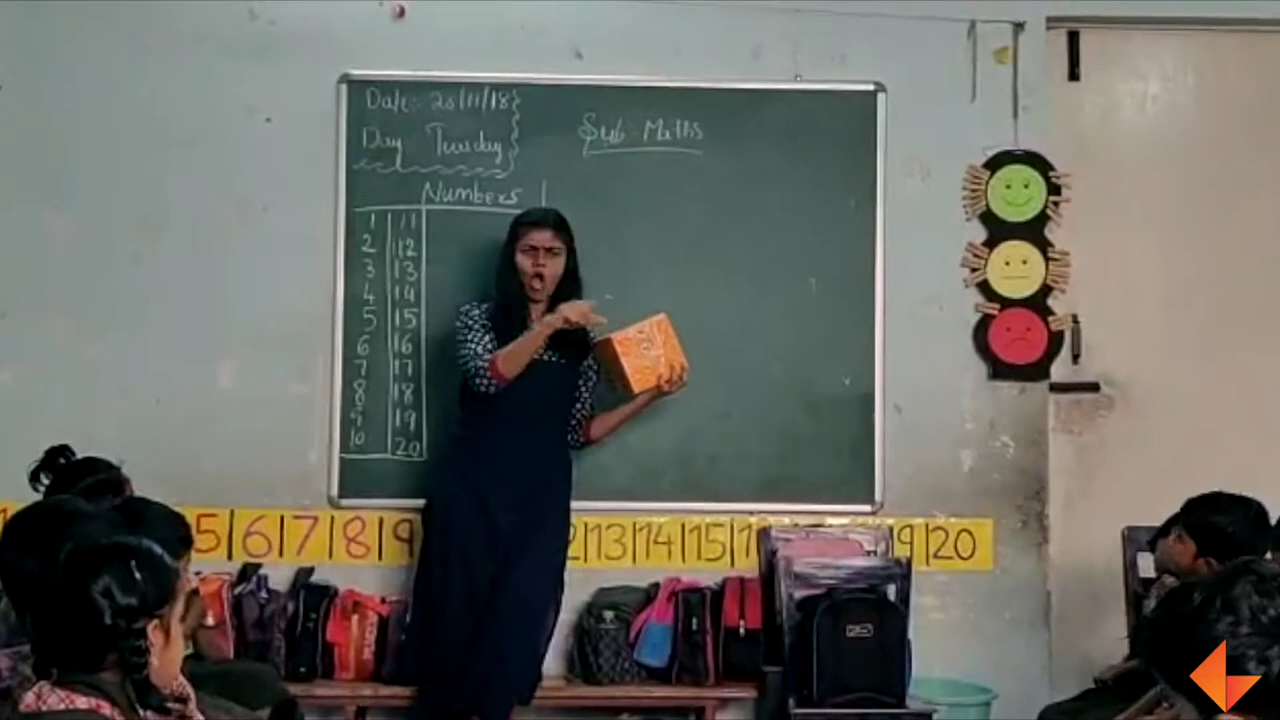 Date: 20/11/18
Day Tuesday
Sub: Maths
Numbers
1 11
2 12
3 13
4 14
5 15
6 16
7 17
8 18
9 19
10 20
5 6 7 8 9 13 14 15 20